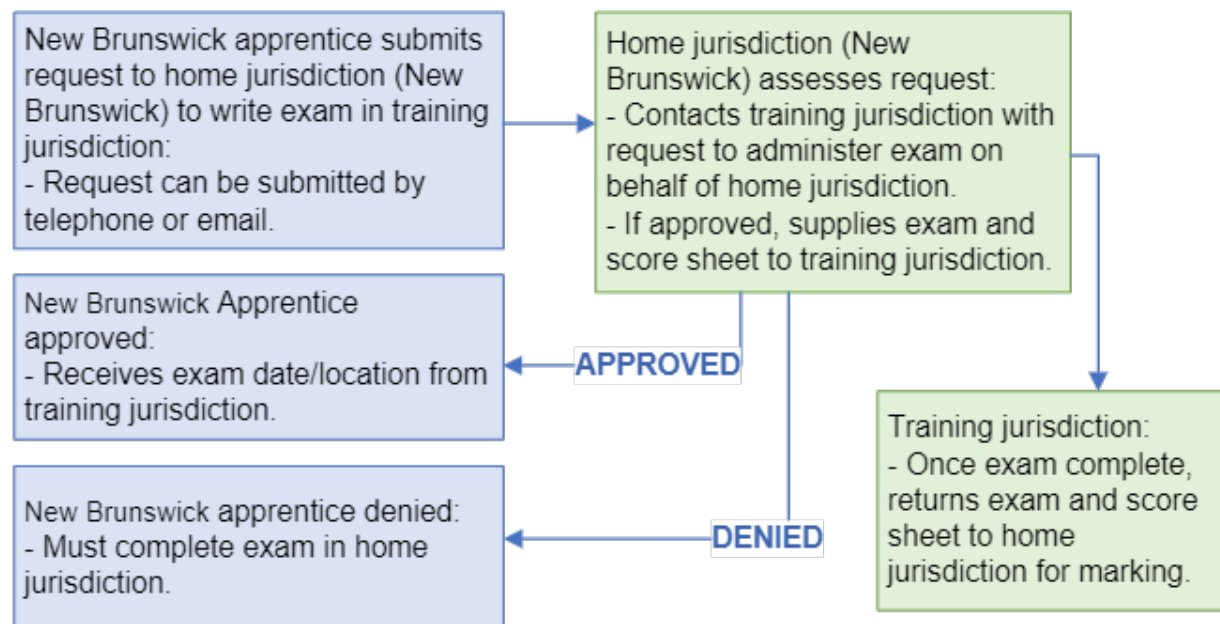 New Brunswick apprentice submits
request to home jurisdiction (New
Brunswick) to write exam in training
jurisdiction:
- Request can be submitted by
telephone or email.
Home jurisdiction (New
Brunswick) assesses request:
- Contacts training jurisdiction with
request to administer exam on
behalf of home jurisdiction.
- If approved, supplies exam and
score sheet to training jurisdiction.
New Brunswick Apprentice
approved:
- Receives exam date/location from
training jurisdiction.
APPROVED
New Brunswick apprentice denied:
- Must complete exam in home
jurisdiction.
DENIED
Training jurisdiction:
- Once exam complete,
returns exam and score
sheet to home
jurisdiction for marking.